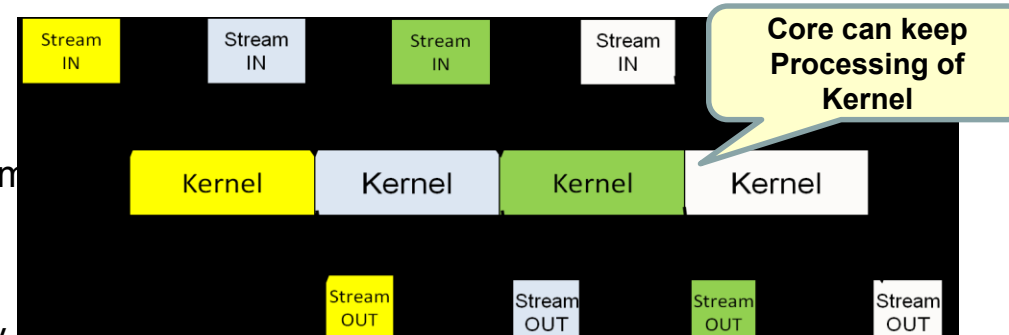 Stream
IN
Stream
IN
Stream
IN
Stream
IN
Core can keep
Processing of
Kernel
m
Kernel
Kernel
Kernel
Kernel
Stream
OUT
Stream
OUT
Stream
OUT
Stream
OUT